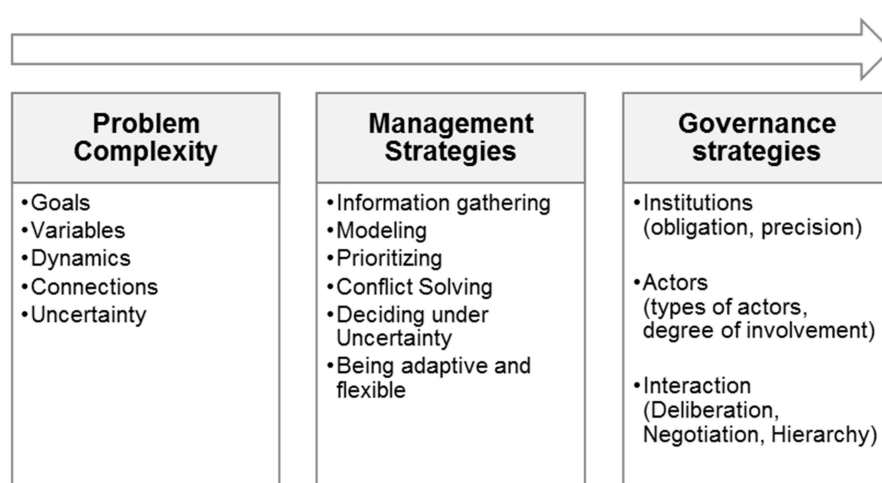 Problem
Complexity
•Goals
•Variables
•Dynamics
•Connections
•Uncertainty
Management
Strategies
•Information gathering
•Modeling
•Prioritizing
•Conflict Solving
•Deciding under
Uncertainty
•Being adaptive and
flexible
Governance
strategies
•Institutions
(obligation, precision)
•Actors
(types of actors,
degree of involvement)
•Interaction
(Deliberation,
Negotiation, Hierarchy)